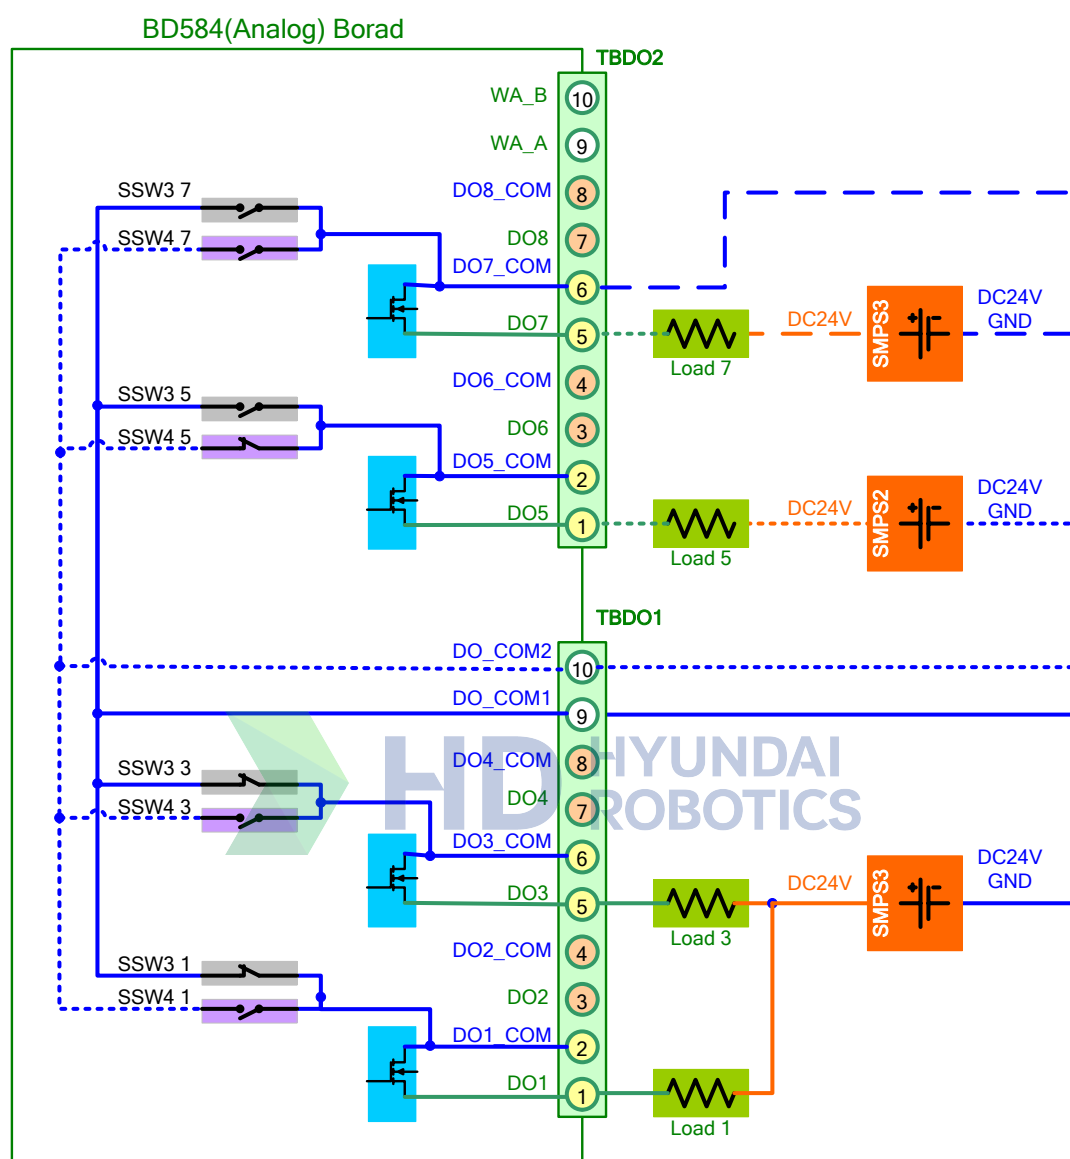 BD584(Analog) Borad
TBDO2
WA_B
10
WA_A
9
SSW3 7
DO8_COM
8
SSW4 7
DO8
7
DO7_COM
6
DC24V
GND
DO7
5
DC24V
SMPS3
Load 7
SSW3 5
DO6_COM
4
SSW4 5
DO6
3
DO5_COM
2
DC24V
GND
DO5
1
DC24V
SMPS2
Load 5
TBDO1
DO_COM2
10
DO_COM1
9
SSW3 3
DO4_COM
8
HD HYUNDAI
ROBOTICS
SSW4 3
DO4
7
DO3_COM
6
DC24V
GND
DO3
5
DC24V
SMPS3
Load 3
DO2_COM
4
SSW3 1
SSW4 1
DO2
3
DO1_COM
2
DO1
1
Load 1